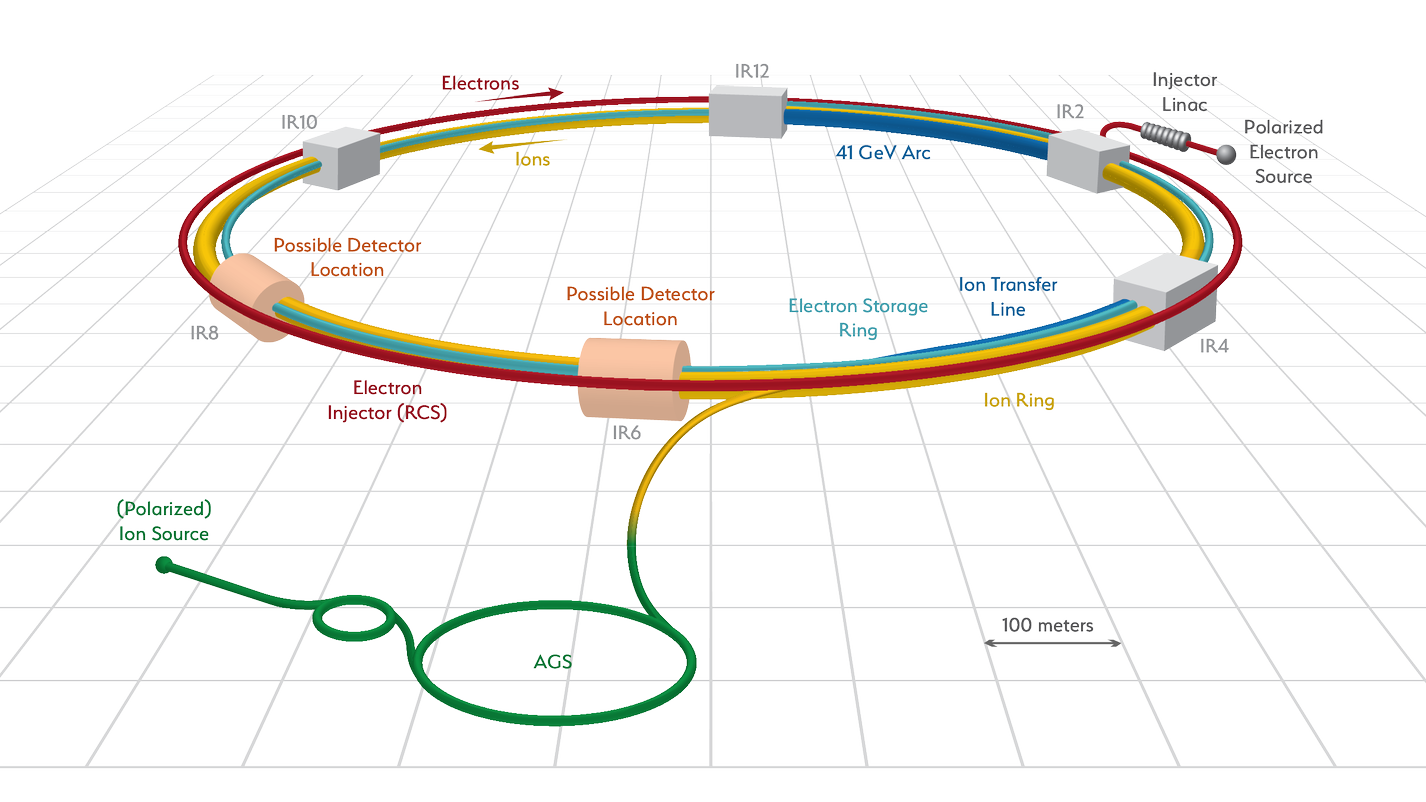 IR12
Electrons
Injector
Linac
IR2
IR10
Polarized
Electron
Source
41 GeV Arc
Ions
Possible Detector
Location
Possible Detector
Location
Electron Storage
Ring
Ion Transfer
Line
IR8
IR4
Electron
Injector (RCS)
Ion Ring
IR6
(Polarized)
Ion Source
100 meters
AGS